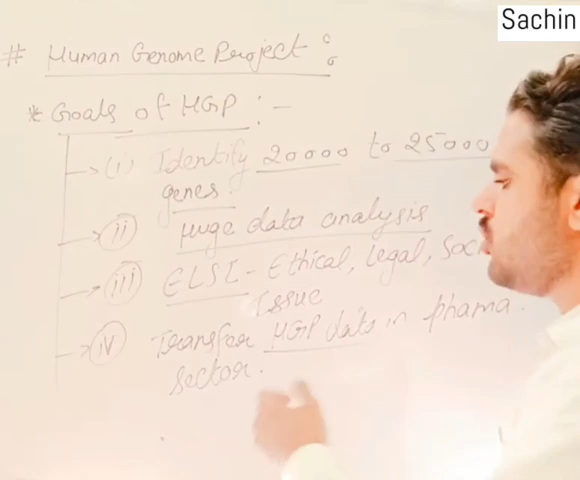 Sachin
# Human Genome Project :
* Goals of HGP : -
(i) Identify 20000 to 25000
genes.
(ii) Huge data analysis
(iii) ELSI - Ethical, Legal, Soc
Issue
(iv) Transfer HGP data in phama
sector.